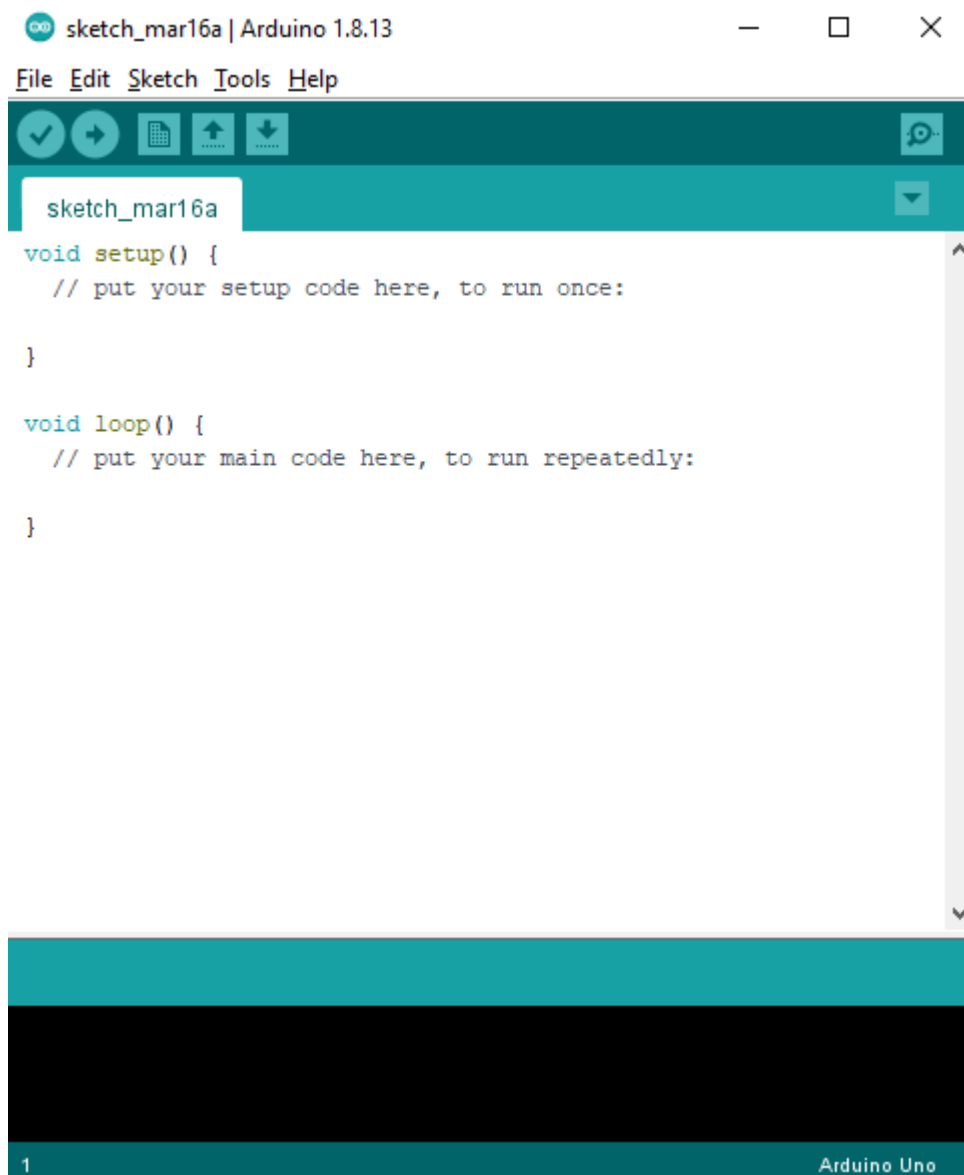 sketch_mar16a | Arduino 1.8.13
File Edit Sketch Tools Help
sketch_mar16a
void setup() {
  // put your setup code here, to run once:
}
void loop() {
  // put your main code here, to run repeatedly:
}
1 Arduino Uno